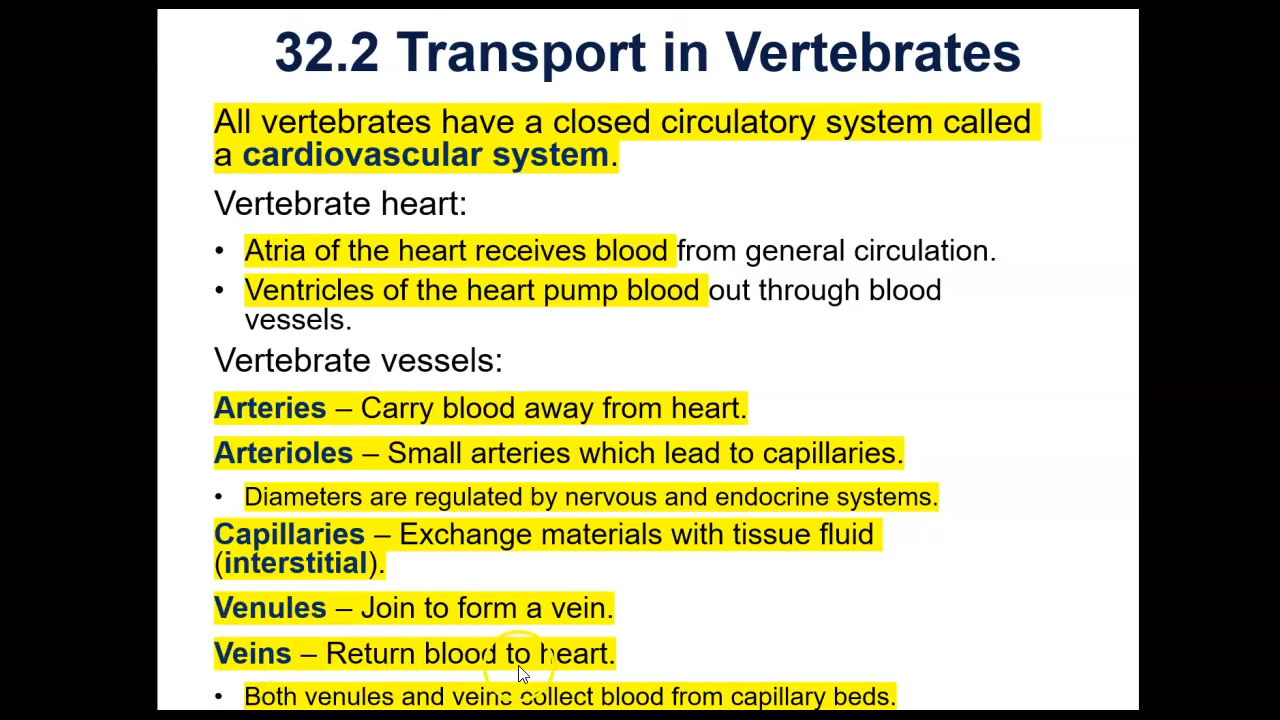 32.2 Transport in Vertebrates
All vertebrates have a closed circulatory system called
a cardiovascular system.
Vertebrate heart:
• Atria of the heart receives blood from general circulation.
• Ventricles of the heart pump blood out through blood
vessels.
Vertebrate vessels:
Arteries – Carry blood away from heart.
Arterioles – Small arteries which lead to capillaries.
• Diameters are regulated by nervous and endocrine systems.
Capillaries – Exchange materials with tissue fluid
(interstitial).
Venules – Join to form a vein.
Veins – Return blood to heart.
• Both venules and veins collect blood from capillary beds.